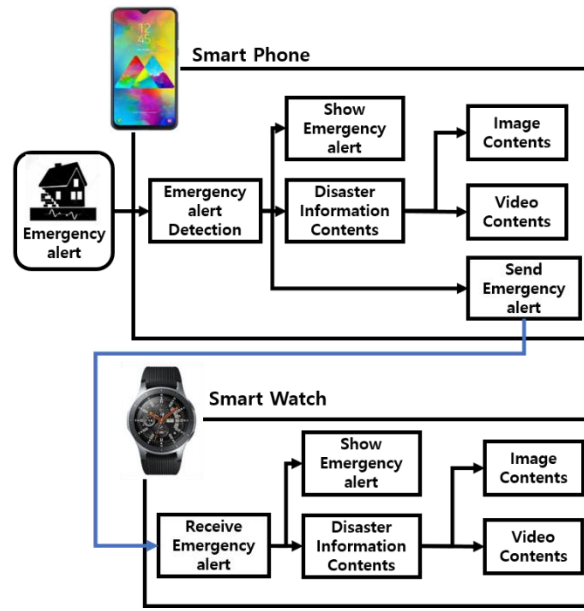 Smart Phone
Show
Emergency
alert
Image
Contents
Emergency
alert
Emergency
alert
Detection
Disaster
Information
Contents
Video
Contents
Send
Emergency
alert
Smart Watch
Show
Emergency
alert
Image
Contents
Receive
Emergency
alert
Disaster
Information
Contents
Video
Contents